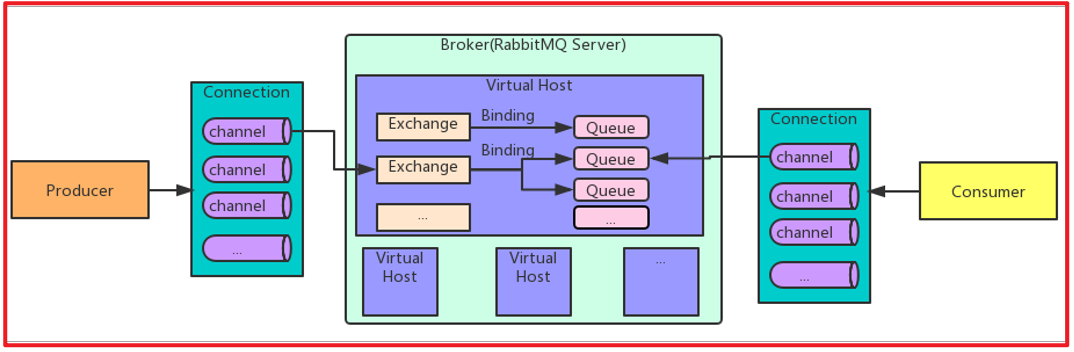 Broker(RabbitMQ Server)
Virtual Host
Connection
channel
channel
channel
...
Producer
Exchange
Binding
Queue
Exchange
Binding
Queue
Queue
...
...
Virtual
Host
Virtual
Host
...
Connection
channel
channel
channel
...
Consumer